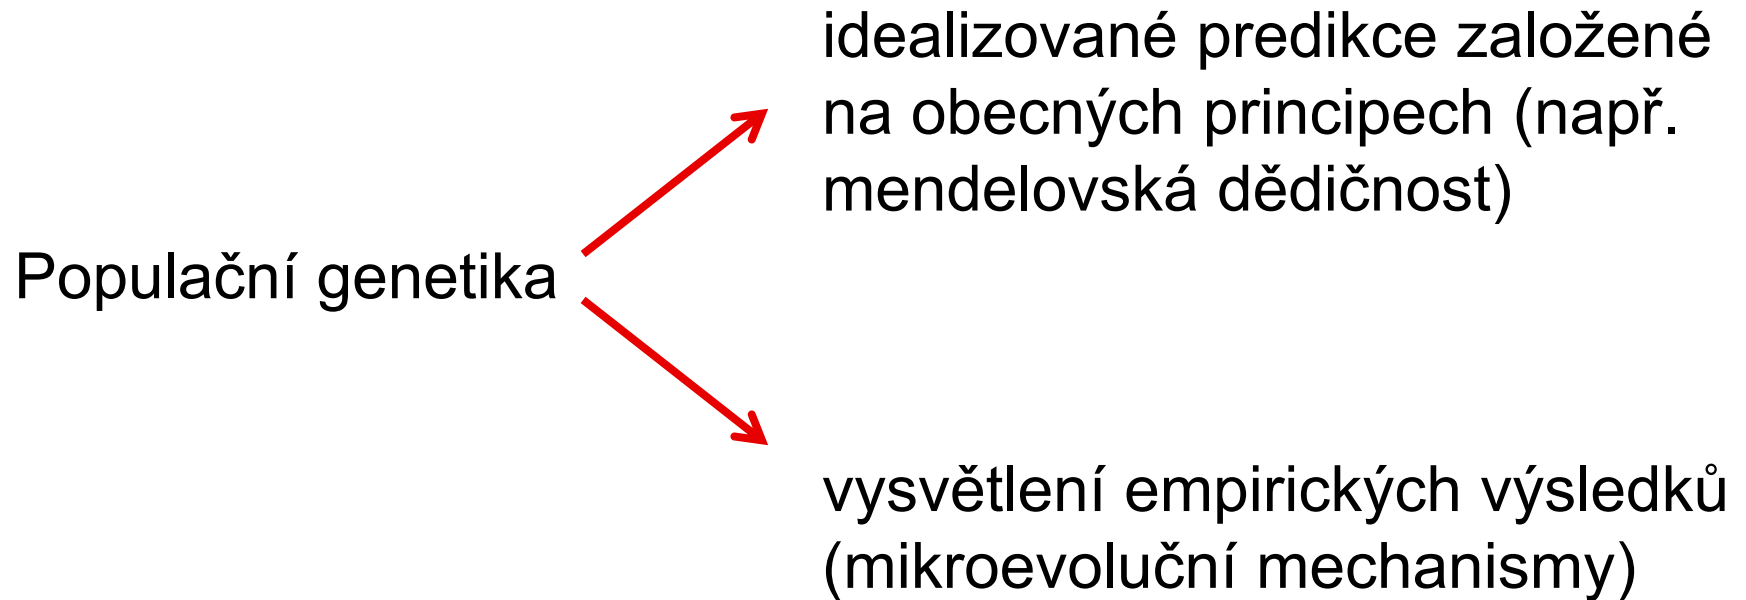 idealizované predikce založené
na obecných principech (např.
mendelovská dědičnost)
Populační genetika
vysvětlení empirických výsledků
(mikroevoluční mechanismy)